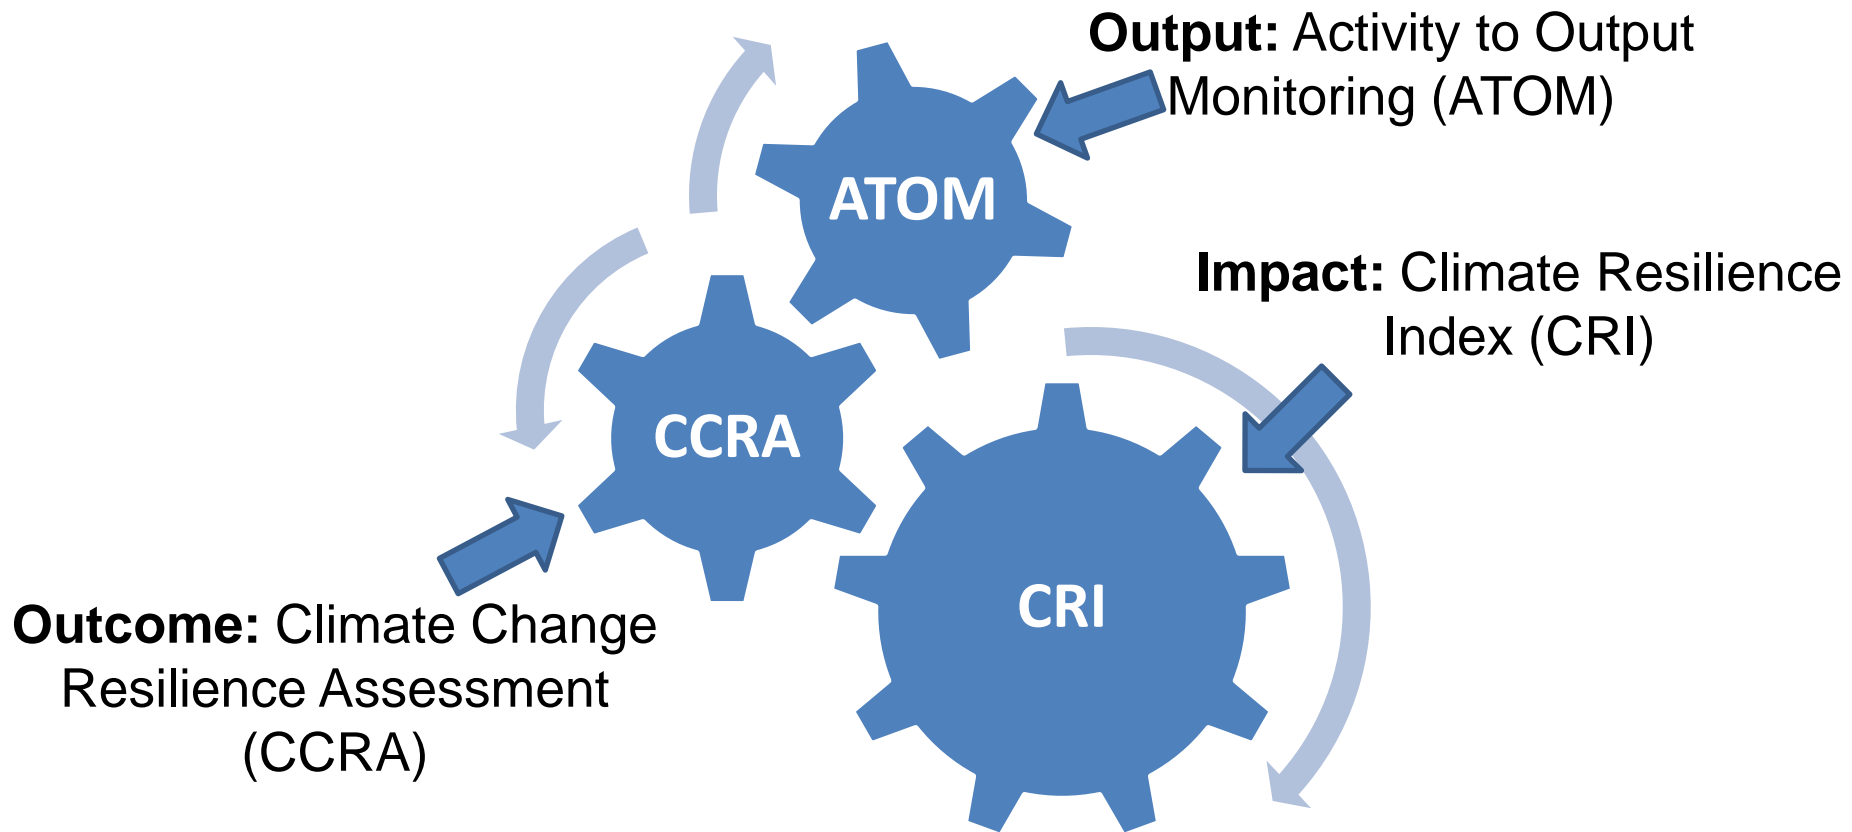 Output: Activity to Output
Monitoring (ATOM)
ATOM
Impact: Climate Resilience
Index (CRI)
CCRA
CRI
Outcome: Climate Change
Resilience Assessment
(CCRA)